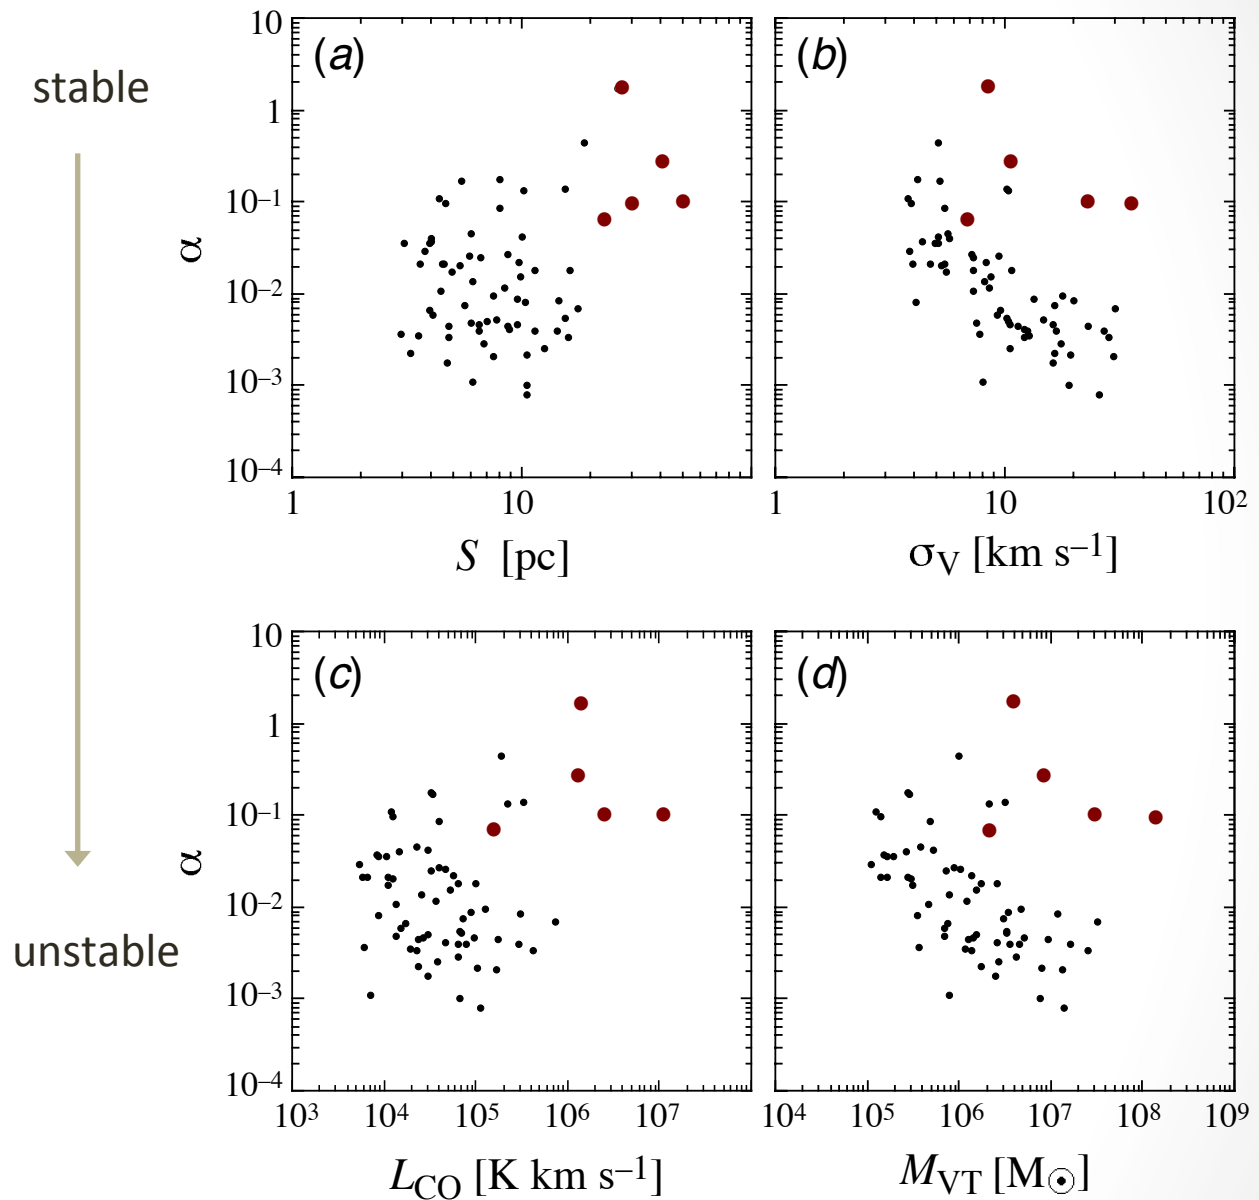 stable
unstable
(a)
10
1
10⁻¹
10⁻²
10⁻³
10⁻⁴
α
1
10
S [pc]
(b)
1
10
10²
σV [km s⁻¹]
(c)
10
1
10⁻¹
10⁻²
10⁻³
10⁻⁴
α
10³
10⁴
10⁵
10⁶
10⁷
LCO [K km s⁻¹]
(d)
10⁴
10⁵
10⁶
10⁷
10⁸
10⁹
MVT [M☉]